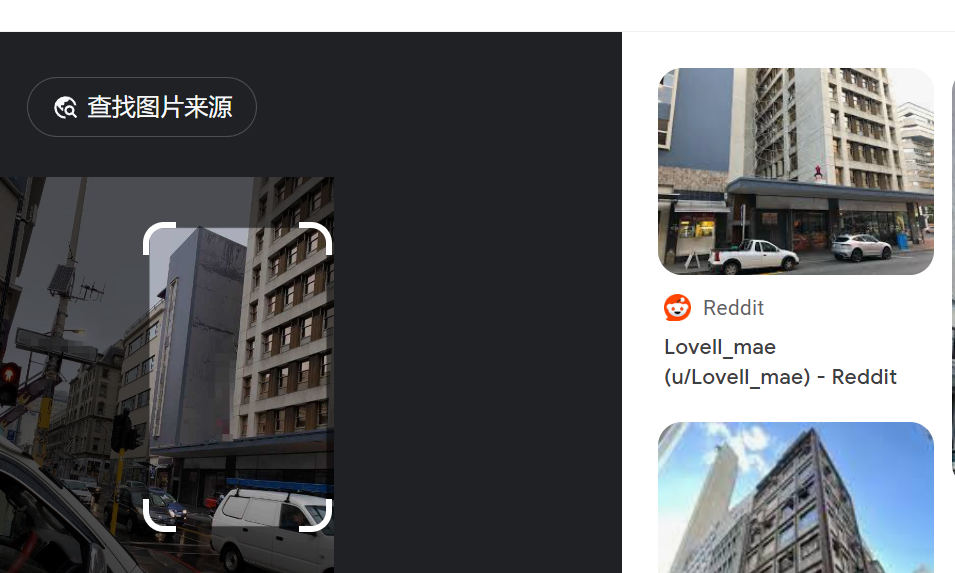 查找图片来源
Reddit
Lovell_mae
(u/Lovell_mae) - Reddit